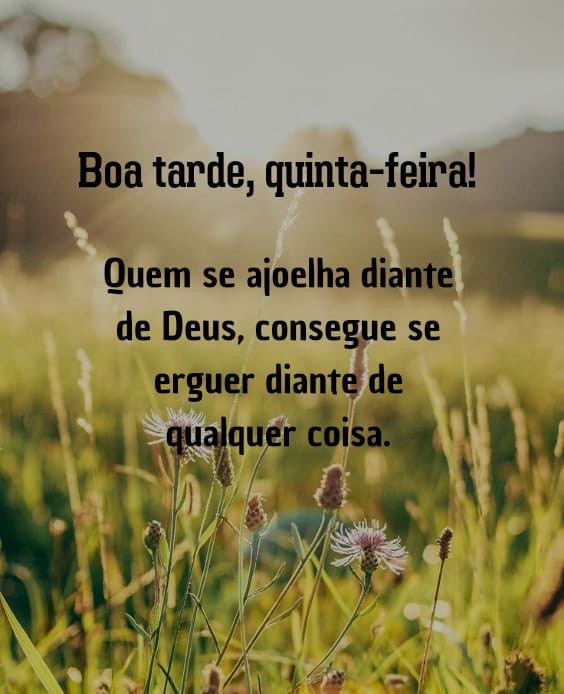 Boa tarde, quinta-feira!
Quem se ajoelha diante
de Deus, consegue se
erguer diante de
qualquer coisa.